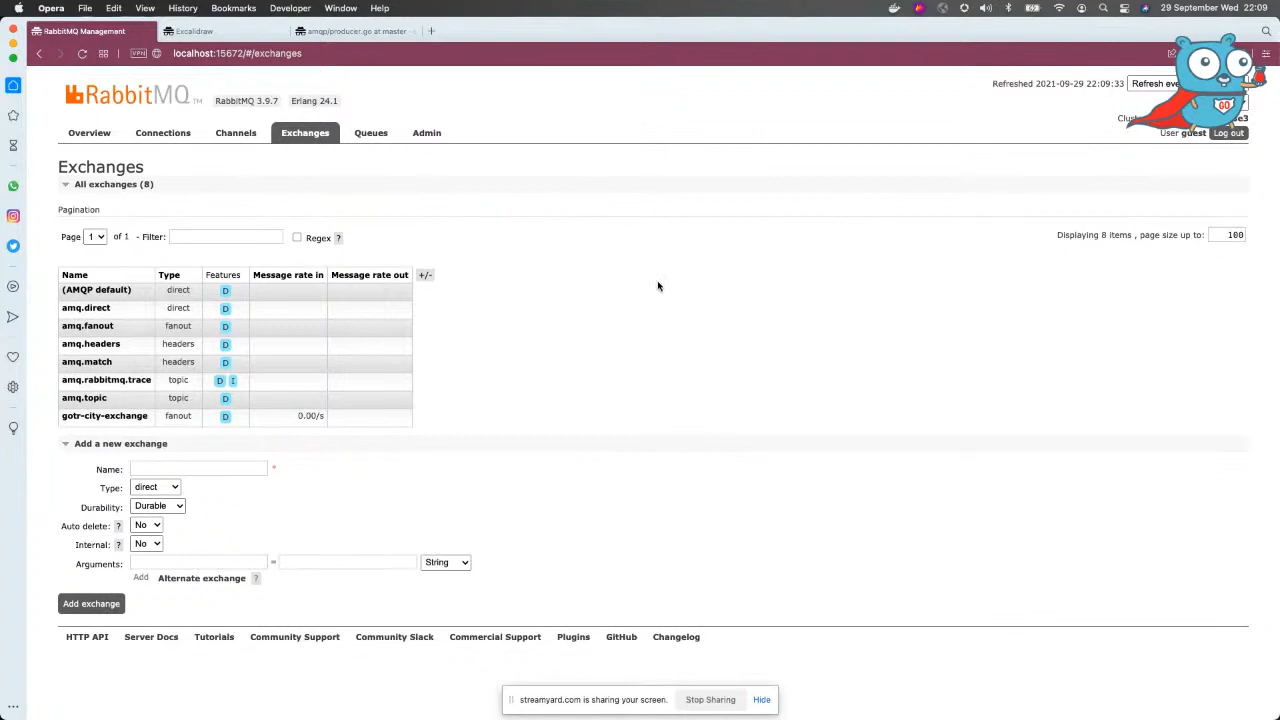 Opera File Edit View History Bookmarks Developer Window Help
29 September Wed 22:09
RabbitMQ Management
Excalidraw
amqp/producer.go at master
+
VPN
localhost:15672/#/exchanges
RabbitMQ TM RabbitMQ 3.9.7 Erlang 24.1
Refreshed 2021-09-29 22:09:33
Overview Connections Channels Exchanges Queues Admin
User guest Log out
GO
Exchanges
All exchanges (8)
Pagination
Page 1 of 1 - Filter: Regex ?
Displaying 8 items , page size up to: 100
Name Type Features Message rate in Message rate out +/-
(AMQP default) direct D
amq.direct direct D
amq.fanout fanout D
amq.headers headers D
amq.match headers D
amq.rabbitmq.trace topic D I
amq.topic topic D
gotr-city-exchange fanout D 0.00/s
Add a new exchange
Name: *
Type: direct
Durability: Durable
Auto delete: ? No
Internal: ? No
Arguments: = String
Add Alternate exchange ?
Add exchange
HTTP API Server Docs Tutorials Community Support Community Slack Commercial Support Plugins GitHub Changelog
streamyard.com is sharing your screen. Stop Sharing Hide